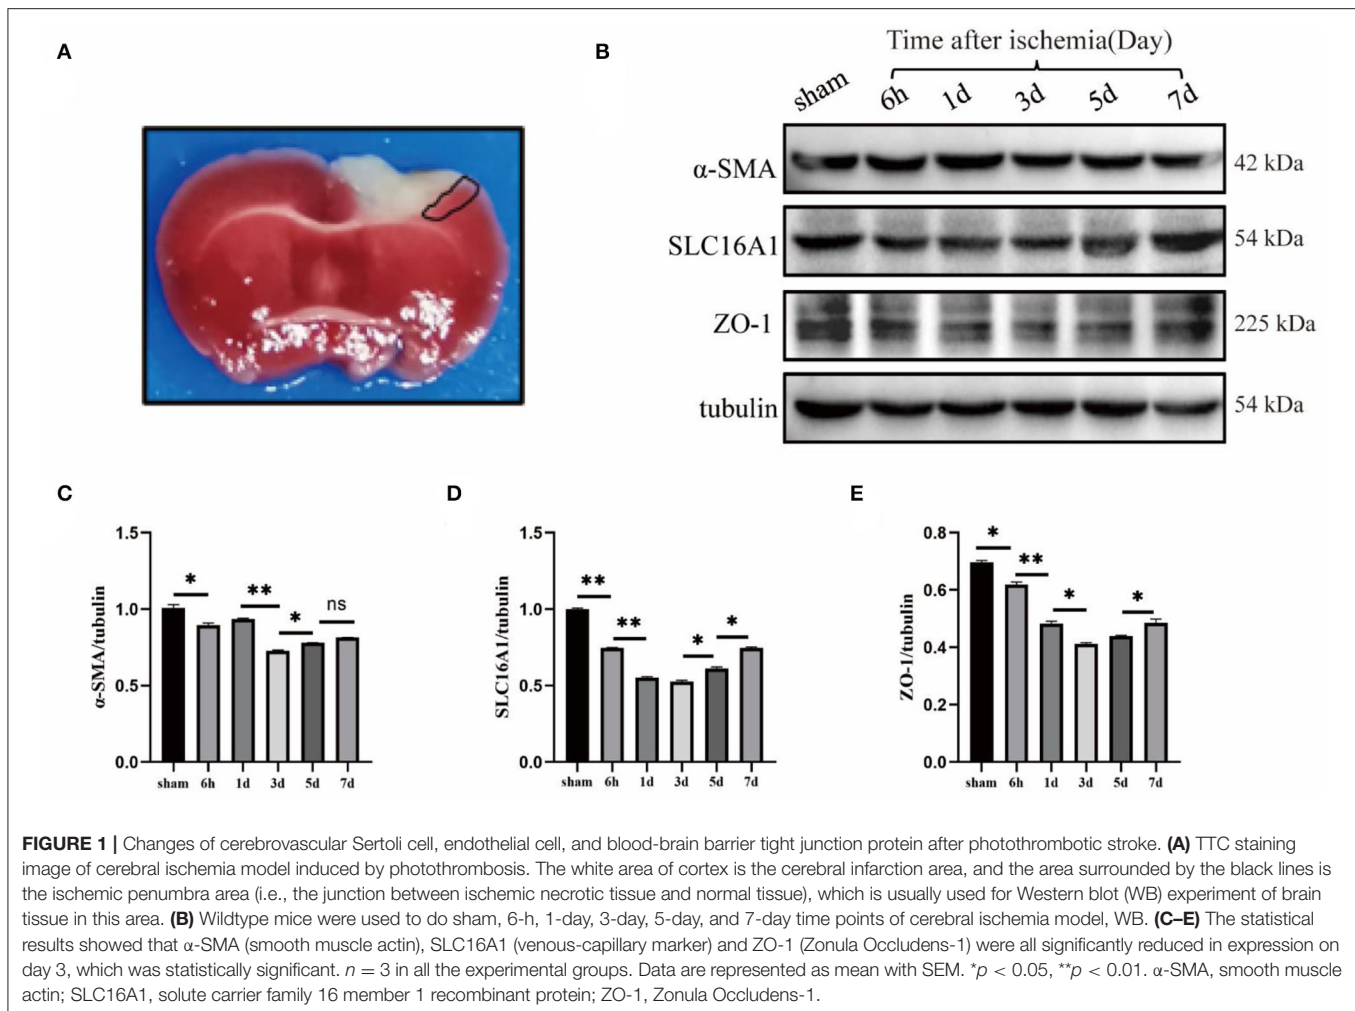 A
B
Time after ischemia(Day)
sham 6h 1d 3d 5d 7d
α-SMA 42 kDa
SLC16A1 54 kDa
ZO-1 225 kDa
tubulin 54 kDa
C
α-SMA/tubulin
1.5
1.0
0.5
0.0
* ** * ns
sham 6h 1d 3d 5d 7d
D
SLC16A1/tubulin
1.5
1.0
0.5
0.0
** ** * *
sham 6h 1d 3d 5d 7d
E
ZO-1/tubulin
0.8
0.6
0.4
0.2
0.0
* ** * *
sham 6h 1d 3d 5d 7d
FIGURE 1 | Changes of cerebrovascular Sertoli cell, endothelial cell, and blood-brain barrier tight junction protein after photothrombotic stroke. (A) TTC staining
image of cerebral ischemia model induced by photothrombosis. The white area of cortex is the cerebral infarction area, and the area surrounded by the black lines is
the ischemic penumbra area (i.e., the junction between ischemic necrotic tissue and normal tissue), which is usually used for Western blot (WB) experiment of brain
tissue in this area. (B) Wildtype mice were used to do sham, 6-h, 1-day, 3-day, 5-day, and 7-day time points of cerebral ischemia model, WB. (C–E) The statistical
results showed that α-SMA (smooth muscle actin), SLC16A1 (venous-capillary marker) and ZO-1 (Zonula Occludens-1) were all significantly reduced in expression on
day 3, which was statistically significant. n = 3 in all the experimental groups. Data are represented as mean with SEM. *p < 0.05, **p < 0.01. α-SMA, smooth muscle
actin; SLC16A1, solute carrier family 16 member 1 recombinant protein; ZO-1, Zonula Occludens-1.